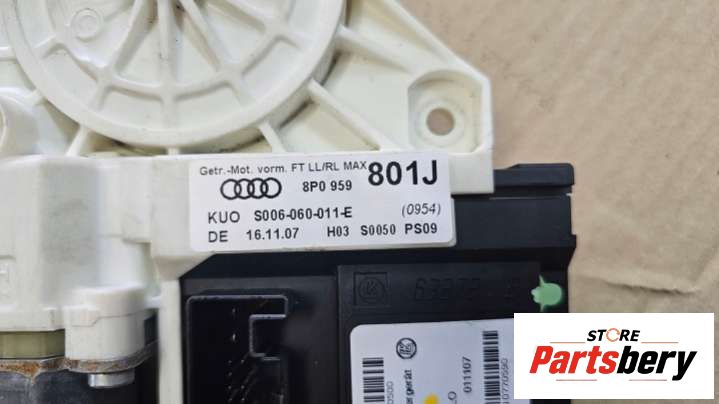 Getr.-Mot. vorm. FT LL/RL MAX
8P0 959 801J
KUO S006-060-011-E (0954)
DE 16.11.07 H03 S0050 PS09
K
011107
STORE
Partsbery